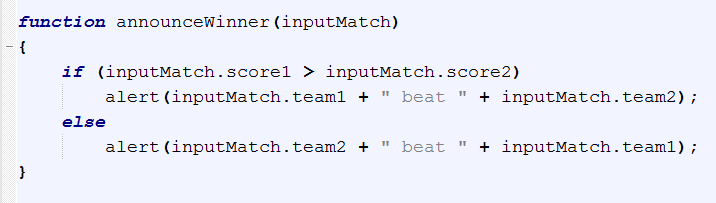 function announceWinner(inputMatch)
{
    if (inputMatch.score1 > inputMatch.score2)
        alert(inputMatch.team1 + " beat " + inputMatch.team2);
    else
        alert(inputMatch.team2 + " beat " + inputMatch.team1);
}